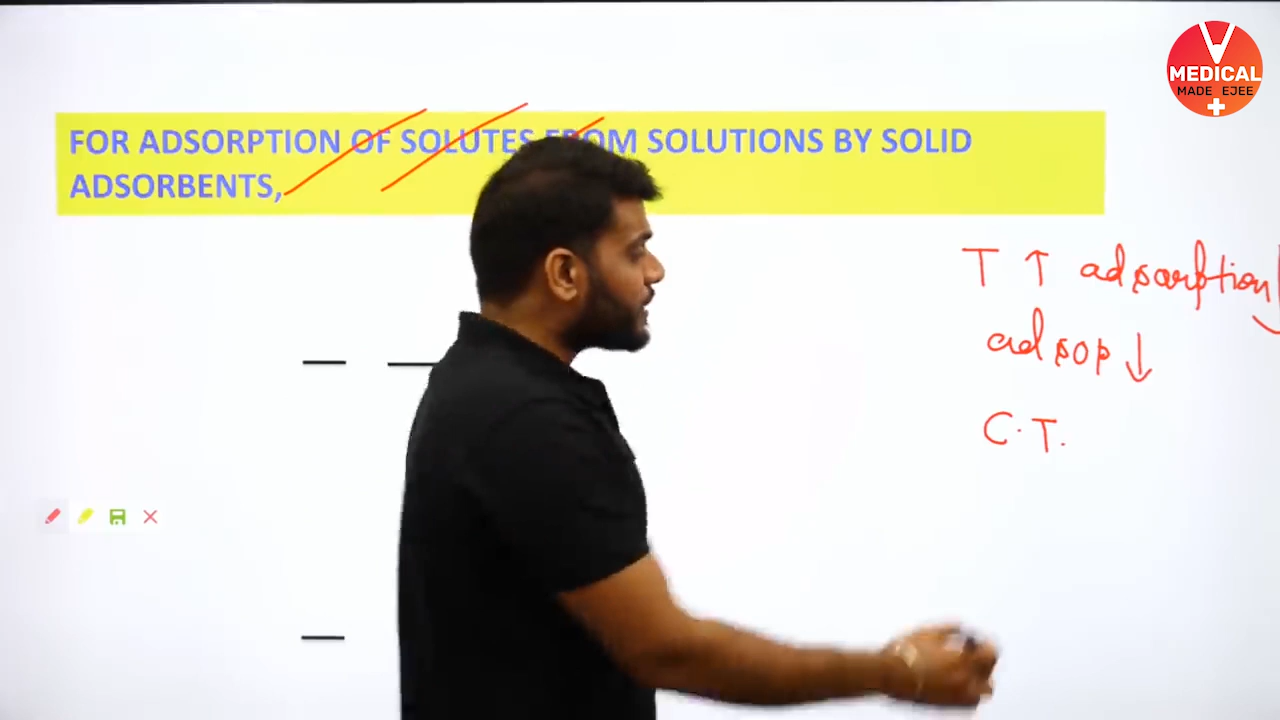 V
MEDICAL
MADE EJEE
FOR ADSORPTION OF SOLUTES FROM SOLUTIONS BY SOLID
ADSORBENTS,
T ↑ adsorption
adsop ↓
C.T.